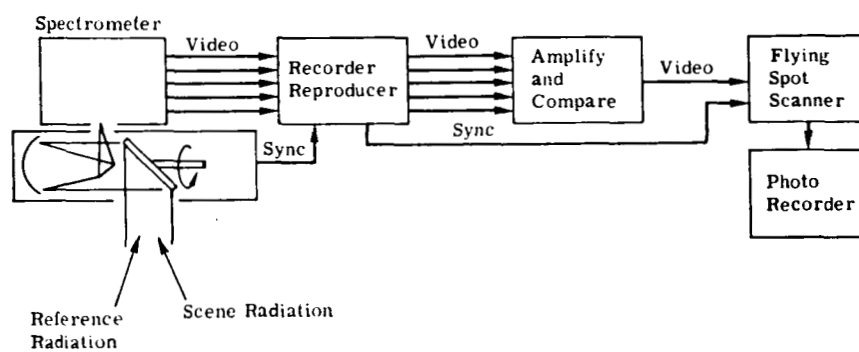 Spectrometer
Video
Recorder
Reproducer
Video
Amplify
and
Compare
Video
Flying
Spot
Scanner
Sync
Sync
Photo
Recorder
Reference
Radiation
Scene Radiation